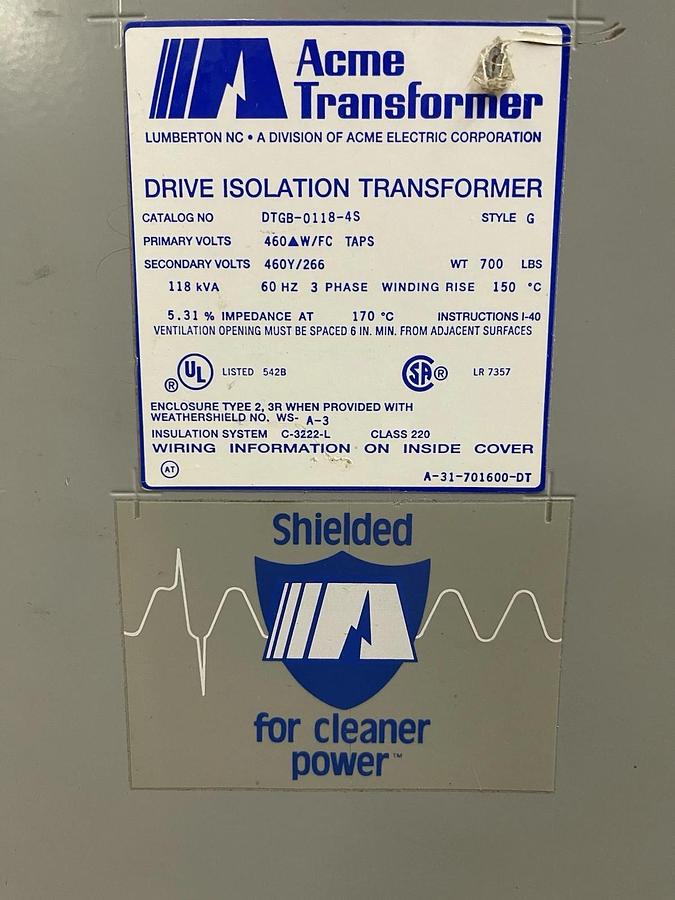 Acme
Transformer
LUMBERTON NC • A DIVISION OF ACME ELECTRIC CORPORATION
DRIVE ISOLATION TRANSFORMER
CATALOG NO DTGB-0118-4S STYLE G
PRIMARY VOLTS 460▲W/FC TAPS
SECONDARY VOLTS 460Y/266 WT 700 LBS
118 kVA 60 HZ 3 PHASE WINDING RISE 150 °C
5.31 % IMPEDANCE AT 170 °C INSTRUCTIONS I-40
VENTILATION OPENING MUST BE SPACED 6 IN. MIN. FROM ADJACENT SURFACES
UL ® LISTED 542B SA ® LR 7357
ENCLOSURE TYPE 2, 3R WHEN PROVIDED WITH
WEATHERSHIELD NO. WS- A-3
INSULATION SYSTEM C-3222-L CLASS 220
WIRING INFORMATION ON INSIDE COVER
AT A-31-701600-DT
Shielded
A
for cleaner
power™